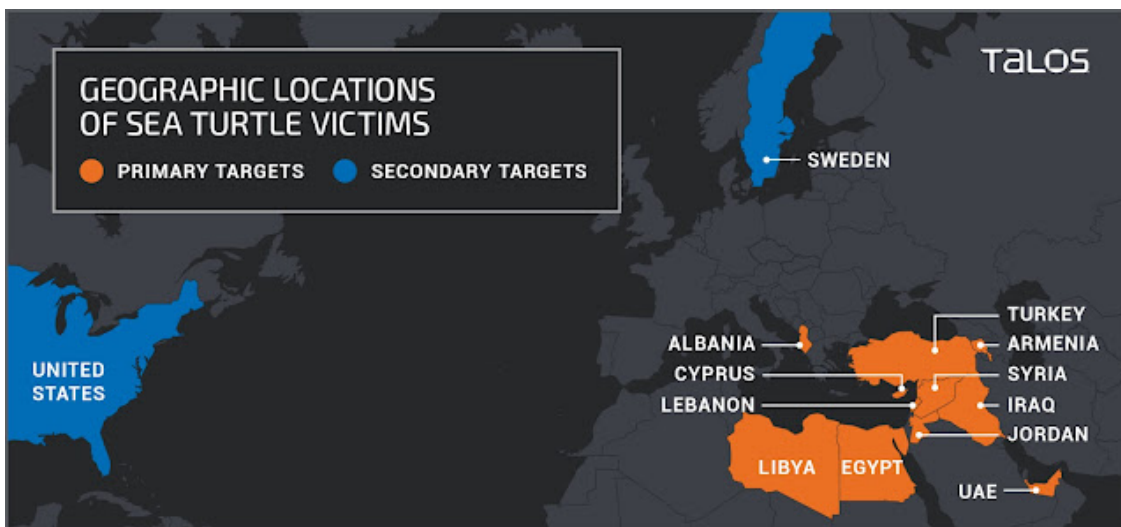 GEOGRAPHIC LOCATIONS
OF SEA TURTLE VICTIMS
PRIMARY TARGETS
SECONDARY TARGETS
TALOS
SWEDEN
UNITED
STATES
ALBANIA
CYPRUS
LEBANON
TURKEY
ARMENIA
SYRIA
IRAQ
JORDAN
LIBYA
EGYPT
UAE